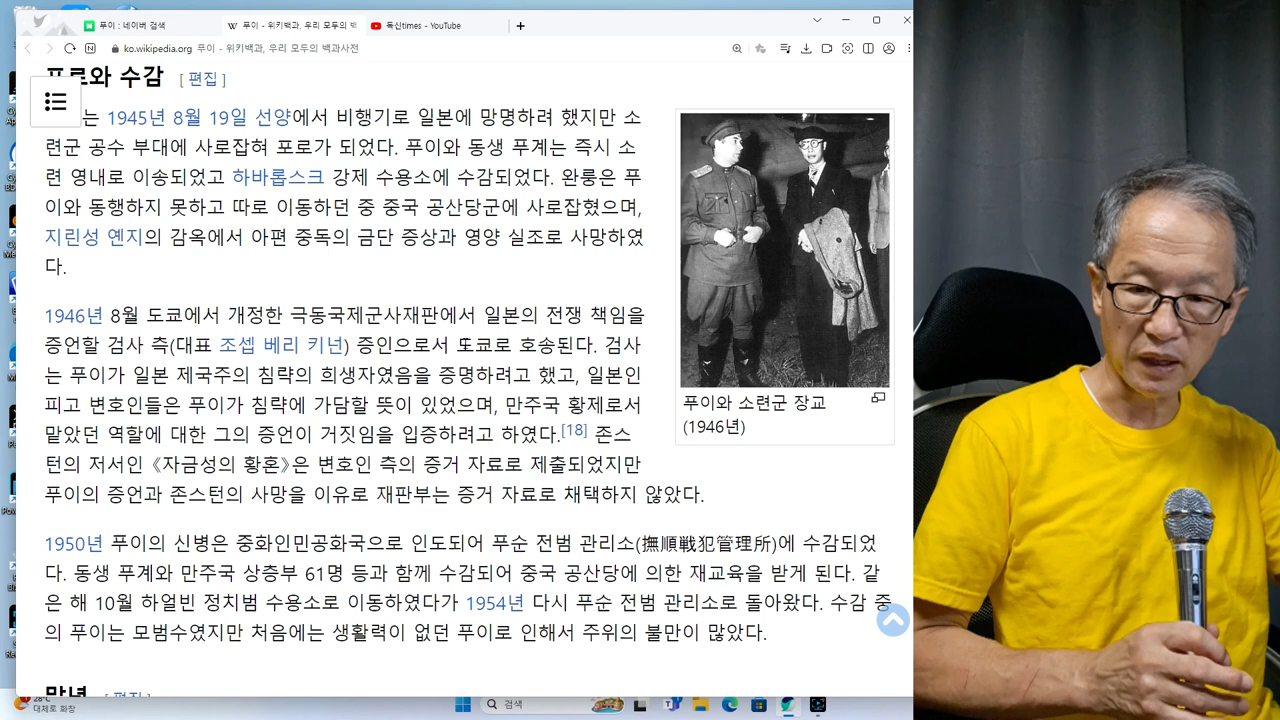 푸이 : 네이버 검색
푸이 - 위키백과, 우리 모두의 백
독신times - YouTube
ko.wikipedia.org 푸이 - 위키백과, 우리 모두의 백과사전
포로와 수감 [ 편집 ]
는 1945년 8월 19일 선양에서 비행기로 일본에 망명하려 했지만 소
련군 공수 부대에 사로잡혀 포로가 되었다. 푸이와 동생 푸계는 즉시 소
련 영내로 이송되었고 하바롭스크 강제 수용소에 수감되었다. 완룽은 푸
이와 동행하지 못하고 따로 이동하던 중 중국 공산당군에 사로잡혔으며,
지린성 옌지의 감옥에서 아편 중독의 금단 증상과 영양 실조로 사망하였
다.
푸이와 소련군 장교
(1946년)
1946년 8월 도쿄에서 개정한 극동국제군사재판에서 일본의 전쟁 책임을
증언할 검사 측(대표 조셉 베리 키넌) 증인으로서 도쿄로 호송된다. 검사
는 푸이가 일본 제국주의 침략의 희생자였음을 증명하려고 했고, 일본인
피고 변호인들은 푸이가 침략에 가담할 뜻이 있었으며, 만주국 황제로서
맡았던 역할에 대한 그의 증언이 거짓임을 입증하려고 하였다.[18] 존스
턴의 저서인 《자금성의 황혼》은 변호인 측의 증거 자료로 제출되었지만
푸이의 증언과 존스턴의 사망을 이유로 재판부는 증거 자료로 채택하지 않았다.
1950년 푸이의 신병은 중화인민공화국으로 인도되어 푸순 전범 관리소(撫順戰犯管理所)에 수감되었
다. 동생 푸계와 만주국 상층부 61명 등과 함께 수감되어 중국 공산당에 의한 재교육을 받게 된다. 같
은 해 10월 하얼빈 정치범 수용소로 이동하였다가 1954년 다시 푸순 전범 관리소로 돌아왔다. 수감 중
의 푸이는 모범수였지만 처음에는 생활력이 없던 푸이로 인해서 주위의 불만이 많았다.
말년 [ 편집 ]
28°C
대체로 화창
검색